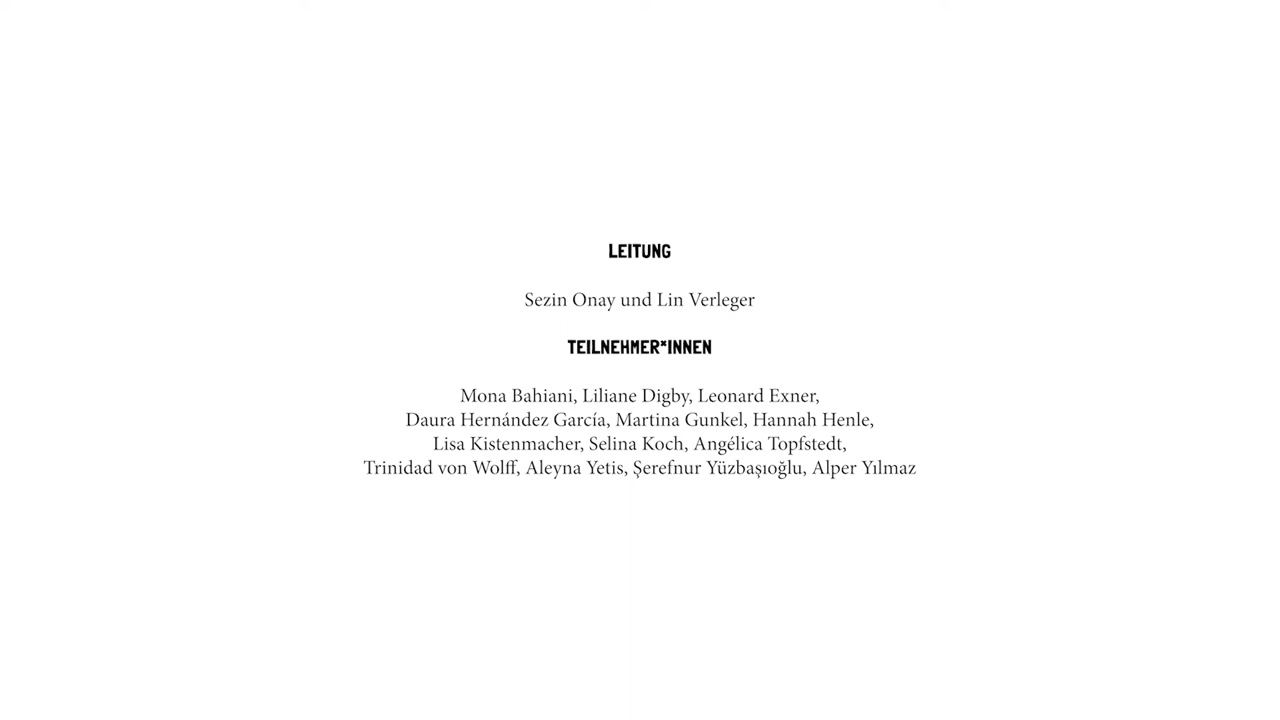 LEITUNG
Sezin Onay und Lin Verleger
TEILNEHMER*INNEN
Mona Bahiani, Liliane Digby, Leonard Exner,
Daura Hernández García, Martina Gunkel, Hannah Henle,
Lisa Kistenmacher, Selina Koch, Angélica Topfstedt,
Trinidad von Wolff, Aleyna Yetis, Şerefnur Yüzbaşıoğlu, Alper Yılmaz